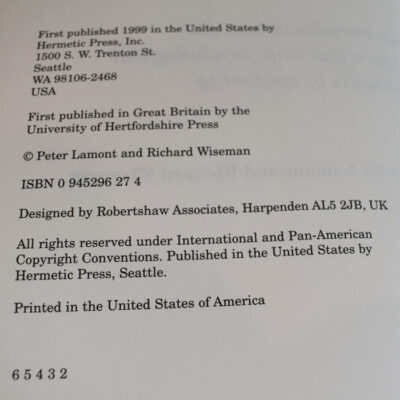 First published 1999 in the United States by
Hermetic Press, Inc.
1500 S. W. Trenton St.
Seattle
WA 98106-2468
USA
First published in Great Britain by the
University of Hertfordshire Press
© Peter Lamont and Richard Wiseman
ISBN 0 945296 27 4
Designed by Robertshaw Associates, Harpenden AL5 2JB, UK
All rights reserved under International and Pan-American
Copyright Conventions. Published in the United States by
Hermetic Press, Seattle.
Printed in the United States of America
6 5 4 3 2